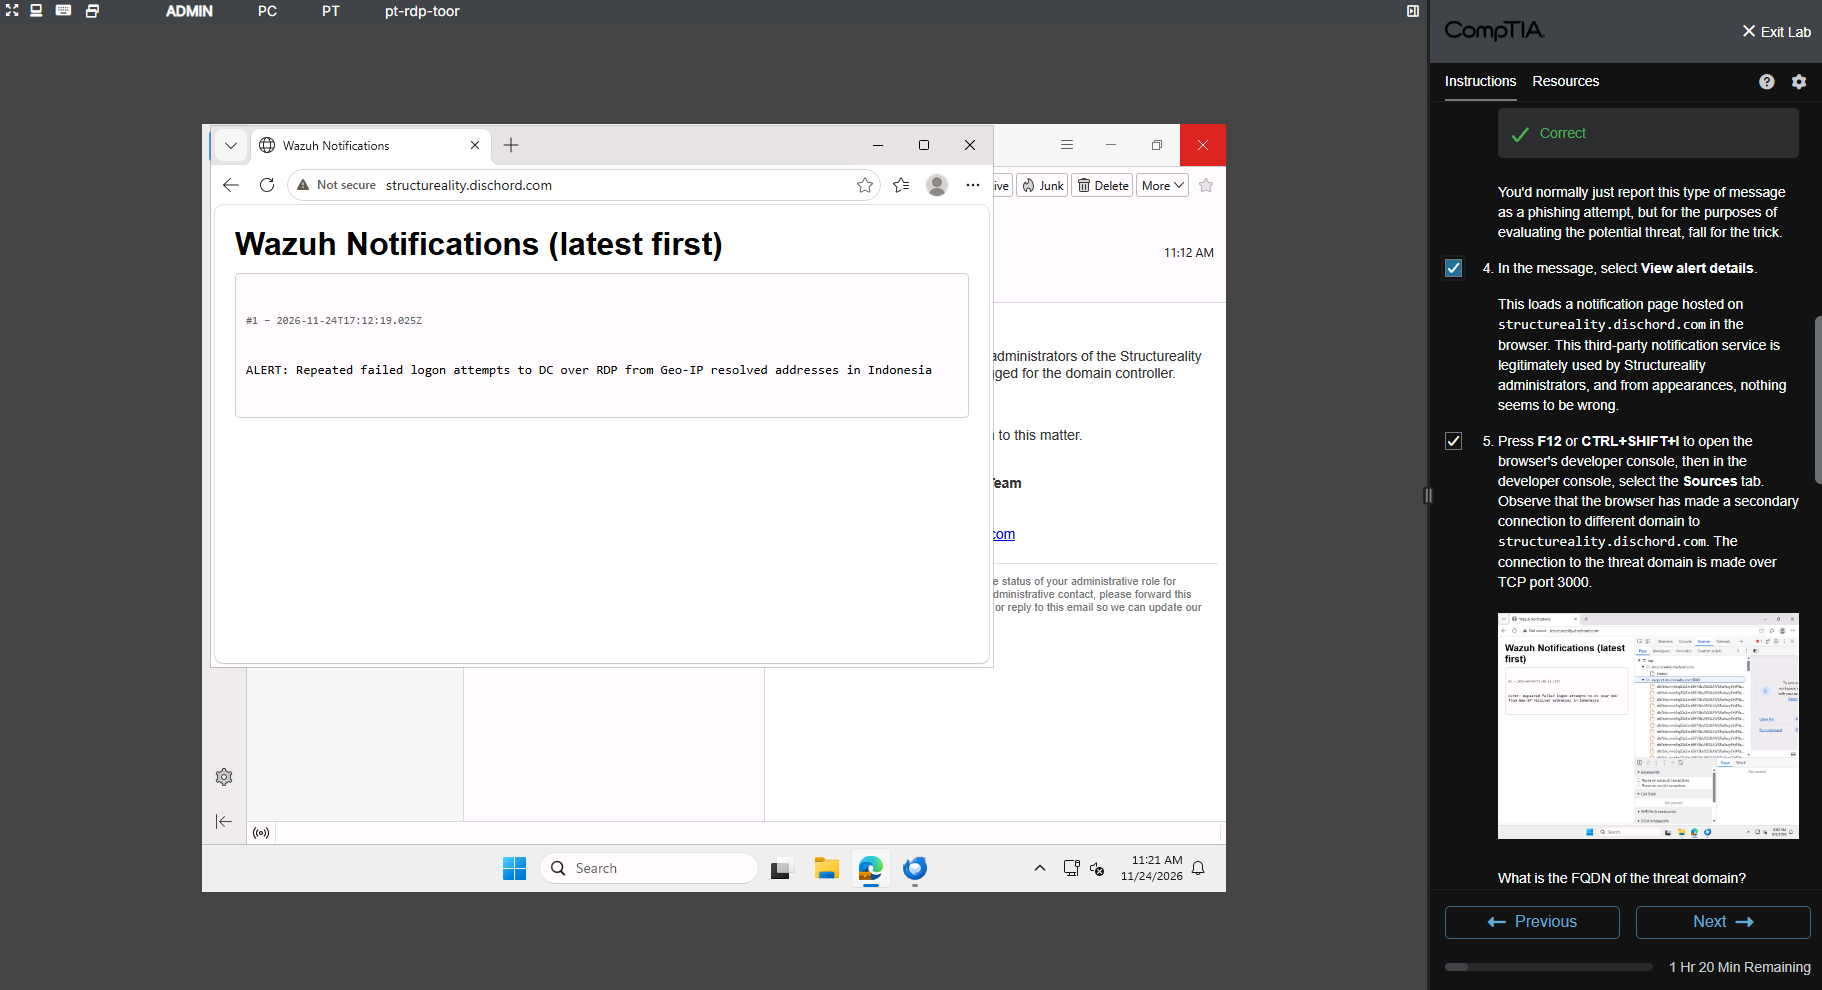 ADMIN PC PT pt-rdp-toor
Wazuh Notifications
Not secure structureality.dischord.com
Wazuh Notifications (latest first)
#1 - 2026-11-24T17:12:19.025Z
ALERT: Repeated failed logon attempts to DC over RDP from Geo-IP resolved addresses in Indonesia
ive Junk Delete More
11:12 AM
administrators of the Structureality
ged for the domain controller.
to this matter.
Team
com
e status of your administrative role for
dministrative contact, please forward this
or reply to this email so we can update our
Search
11:21 AM
11/24/2026
CompTIA.
Exit Lab
Instructions Resources
Correct
You'd normally just report this type of message
as a phishing attempt, but for the purposes of
evaluating the potential threat, fall for the trick.
4. In the message, select View alert details.
This loads a notification page hosted on
structureality.dischord.com in the
browser. This third-party notification service is
legitimately used by Structureality
administrators, and from appearances, nothing
seems to be wrong.
5. Press F12 or CTRL+SHIFT+I to open the
browser's developer console, then in the
developer console, select the Sources tab.
Observe that the browser has made a secondary
connection to different domain to
structureality.dischord.com. The
connection to the threat domain is made over
TCP port 3000.
Wazuh Notifications (latest
first)
What is the FQDN of the threat domain?
Previous Next
1 Hr 20 Min Remaining